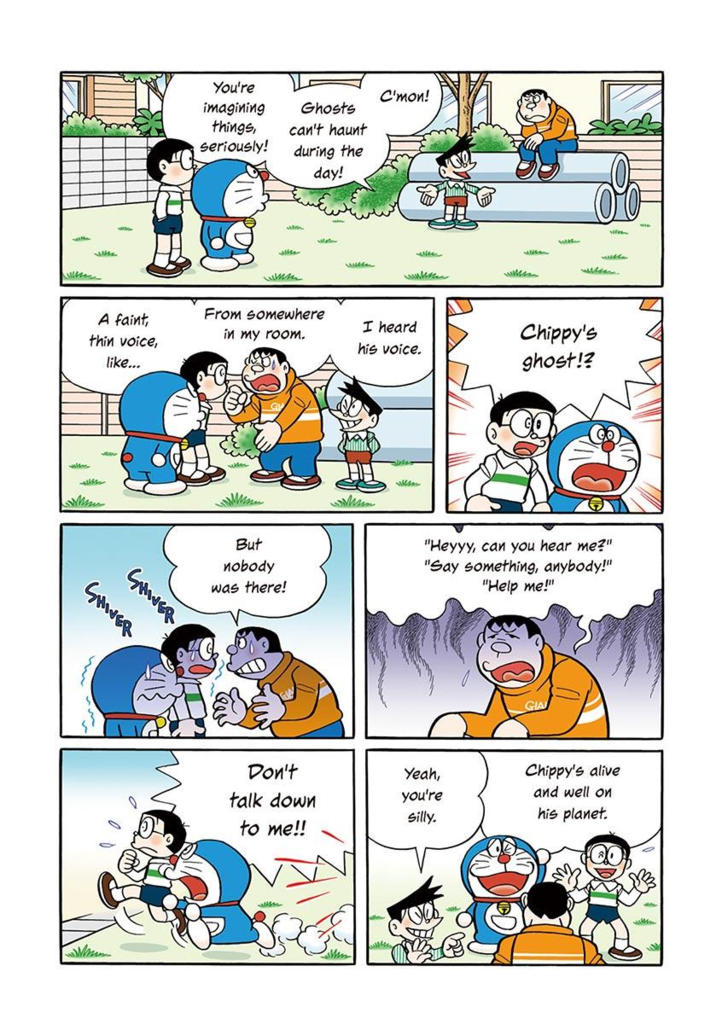 C'mon!
Ghosts
can't haunt
during the
day!
You're
imagining
things,
seriously!
Chippy's
ghost!?
I heard
his voice.
From somewhere
in my room.
A faint,
thin voice,
like...
GIA
"Heyyy, can you hear me?"
"Say something, anybody!"
"Help me!"
GIA
But
nobody
was there!
SHIVER
SHIVER
GIA
Chippy's alive
and well on
his planet.
Yeah,
you're
silly.
Don't
talk down
to me!!